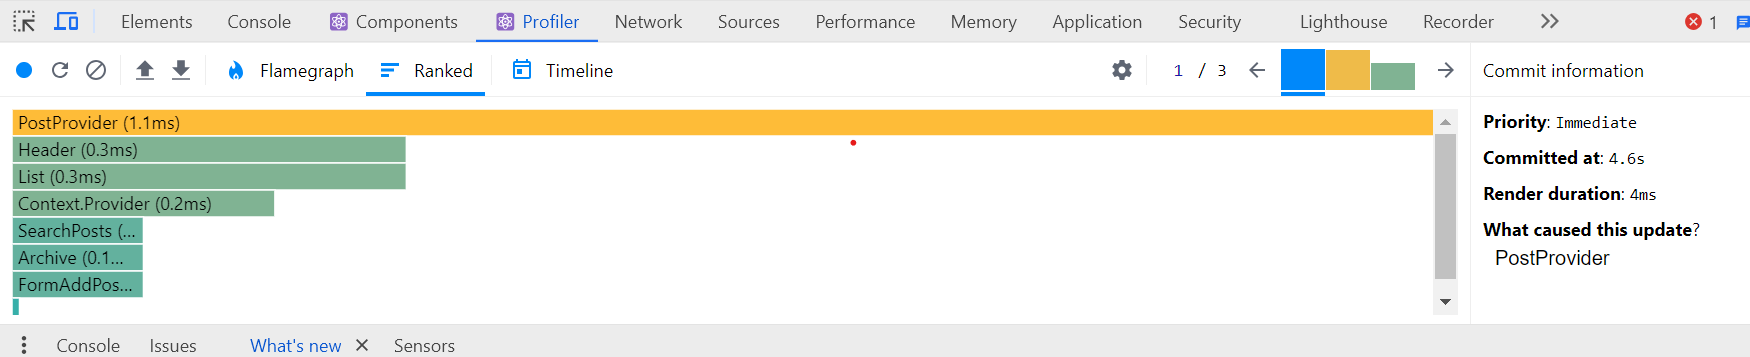 Elements Console Components Profiler Network Sources Performance Memory Application Security Lighthouse Recorder 1
Flamegraph Ranked Timeline 1 / 3 Commit information
PostProvider (1.1ms)
Header (0.3ms)
List (0.3ms)
Context.Provider (0.2ms)
SearchPosts (...
Archive (0.1...
FormAddPos...
Priority: Immediate
Committed at: 4.6s
Render duration: 4ms
What caused this update?
PostProvider
Console Issues What's new Sensors